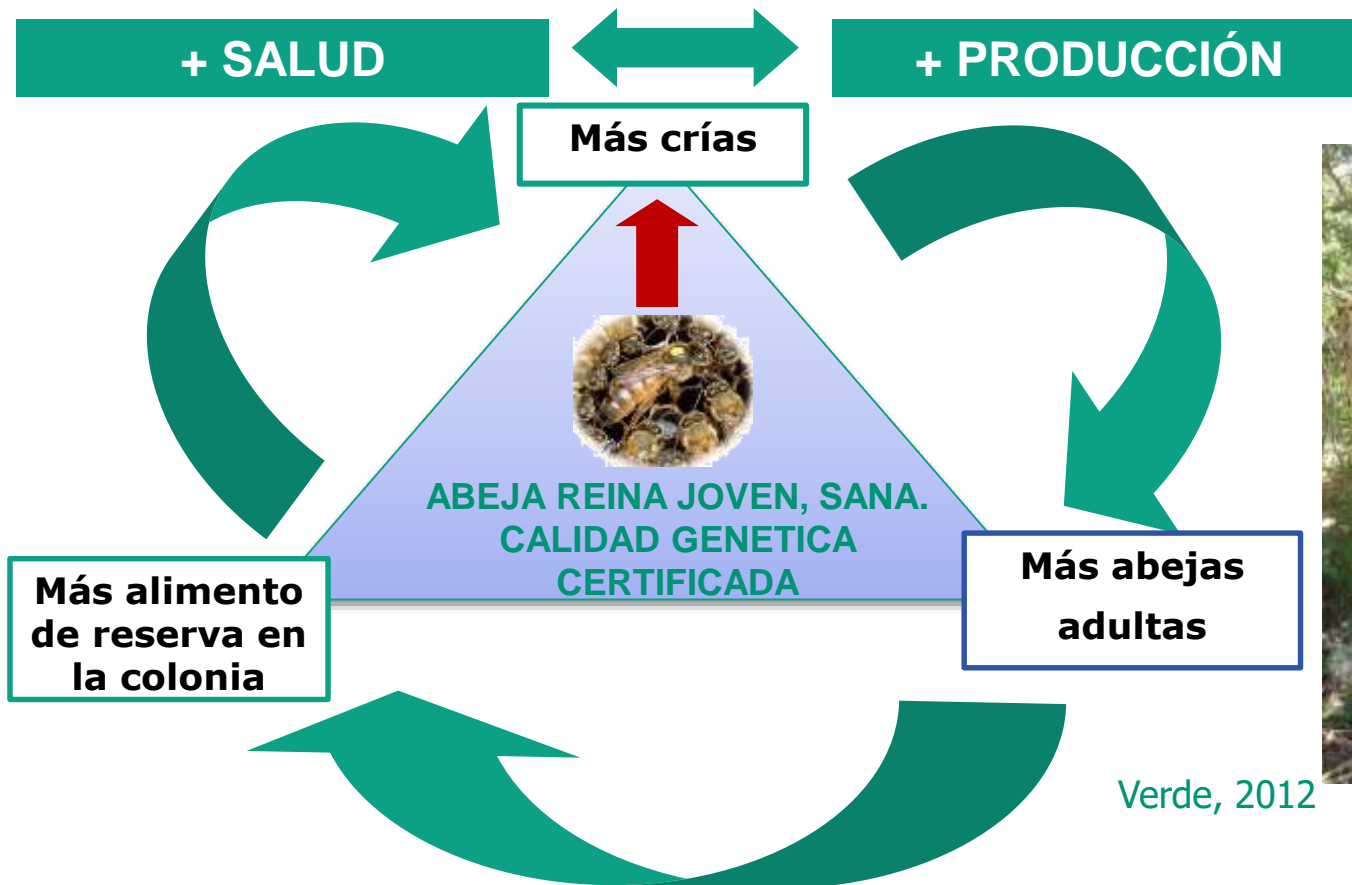 + SALUD
+ PRODUCCIÓN
Más crías
ABEJA REINA JOVEN, SANA.
CALIDAD GENETICA
CERTIFICADA
Más alimento
de reserva en
la colonia
Más abejas
adultas
Verde, 2012